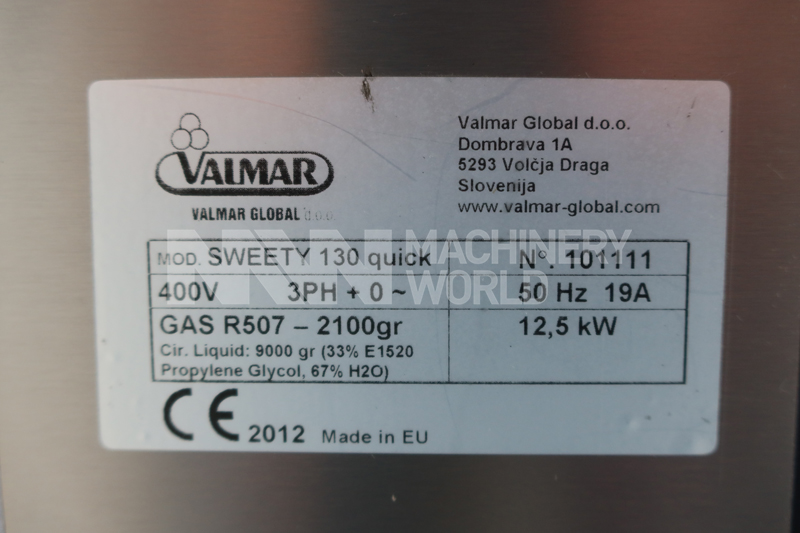 VALMAR
VALMAR GLOBAL d.o.o.
Valmar Global d.o.o.
Dombrava 1A
5293 Volčja Draga
Slovenija
www.valmar-global.com
MACHINERY
WORLD
MOD. SWEETY 130 quick N°. 101111
400V 3PH + 0 ~ 50 Hz 19A
GAS R507 – 2100gr 12,5 kW
Cir. Liquid: 9000 gr (33% E1520
Propylene Glycol, 67% H2O)
CE 2012 Made in EU